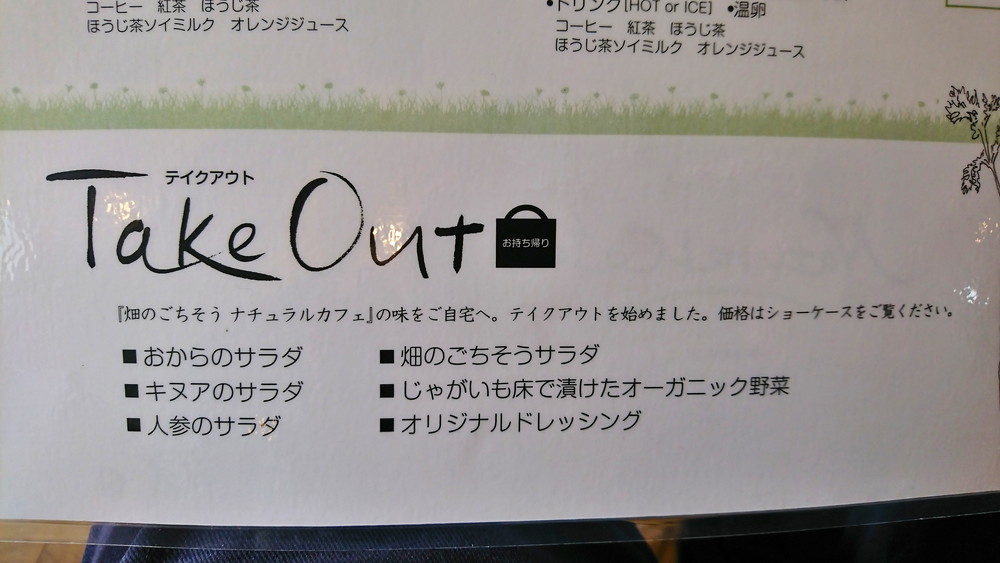 コーヒー 紅茶 ほうじ茶
ほうじ茶ソイミルク オレンジジュース
•ドリンク[HOT or ICE] •温卵
コーヒー 紅茶 ほうじ茶
ほうじ茶ソイミルク オレンジジュース
テイクアウト
Take Out
お持ち帰り
『畑のごちそう ナチュラルカフェ』の味をご自宅へ。テイクアウトを始めました。価格はショーケースをご覧ください。
■おからのサラダ
■キヌアのサラダ
■人参のサラダ
■畑のごちそうサラダ
■じゃがいも床で漬けたオーガニック野菜
■オリジナルドレッシング